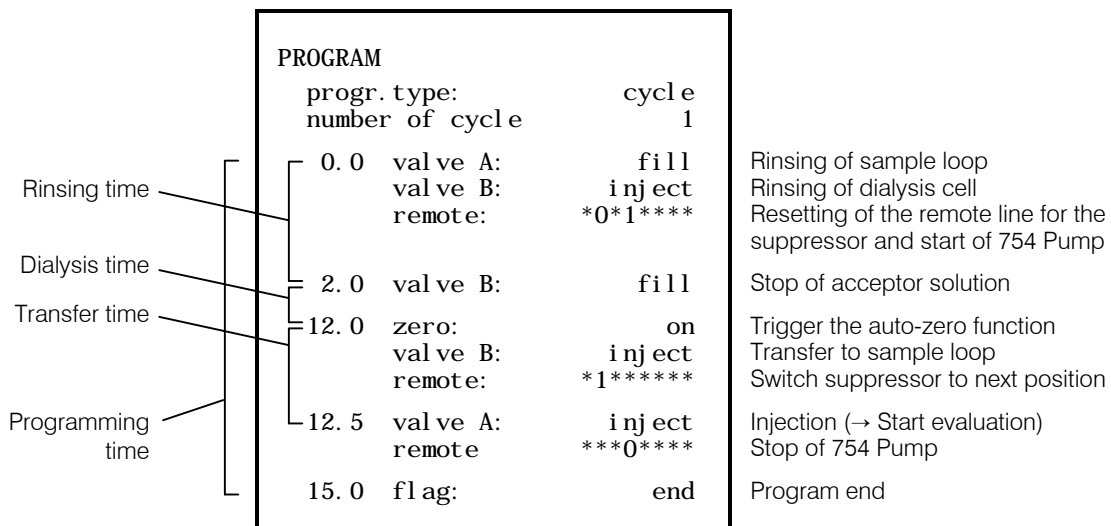 PROGRAM
progr.type: cycle
number of cycle 1
0.0 valve A: fill Rinsing of sample loop
Rinsing time valve B: inject Rinsing of dialysis cell
remote: *0*1**** Resetting of the remote line for the
suppressor and start of 754 Pump
Dialysis time
2.0 valve B: fill Stop of acceptor solution
Transfer time
12.0 zero: on Trigger the auto-zero function
valve B: inject Transfer to sample loop
remote: *1****** Switch suppressor to next position
Programming
time
12.5 valve A: inject Injection (→ Start evaluation)
remote ***0**** Stop of 754 Pump
15.0 flag: end Program end